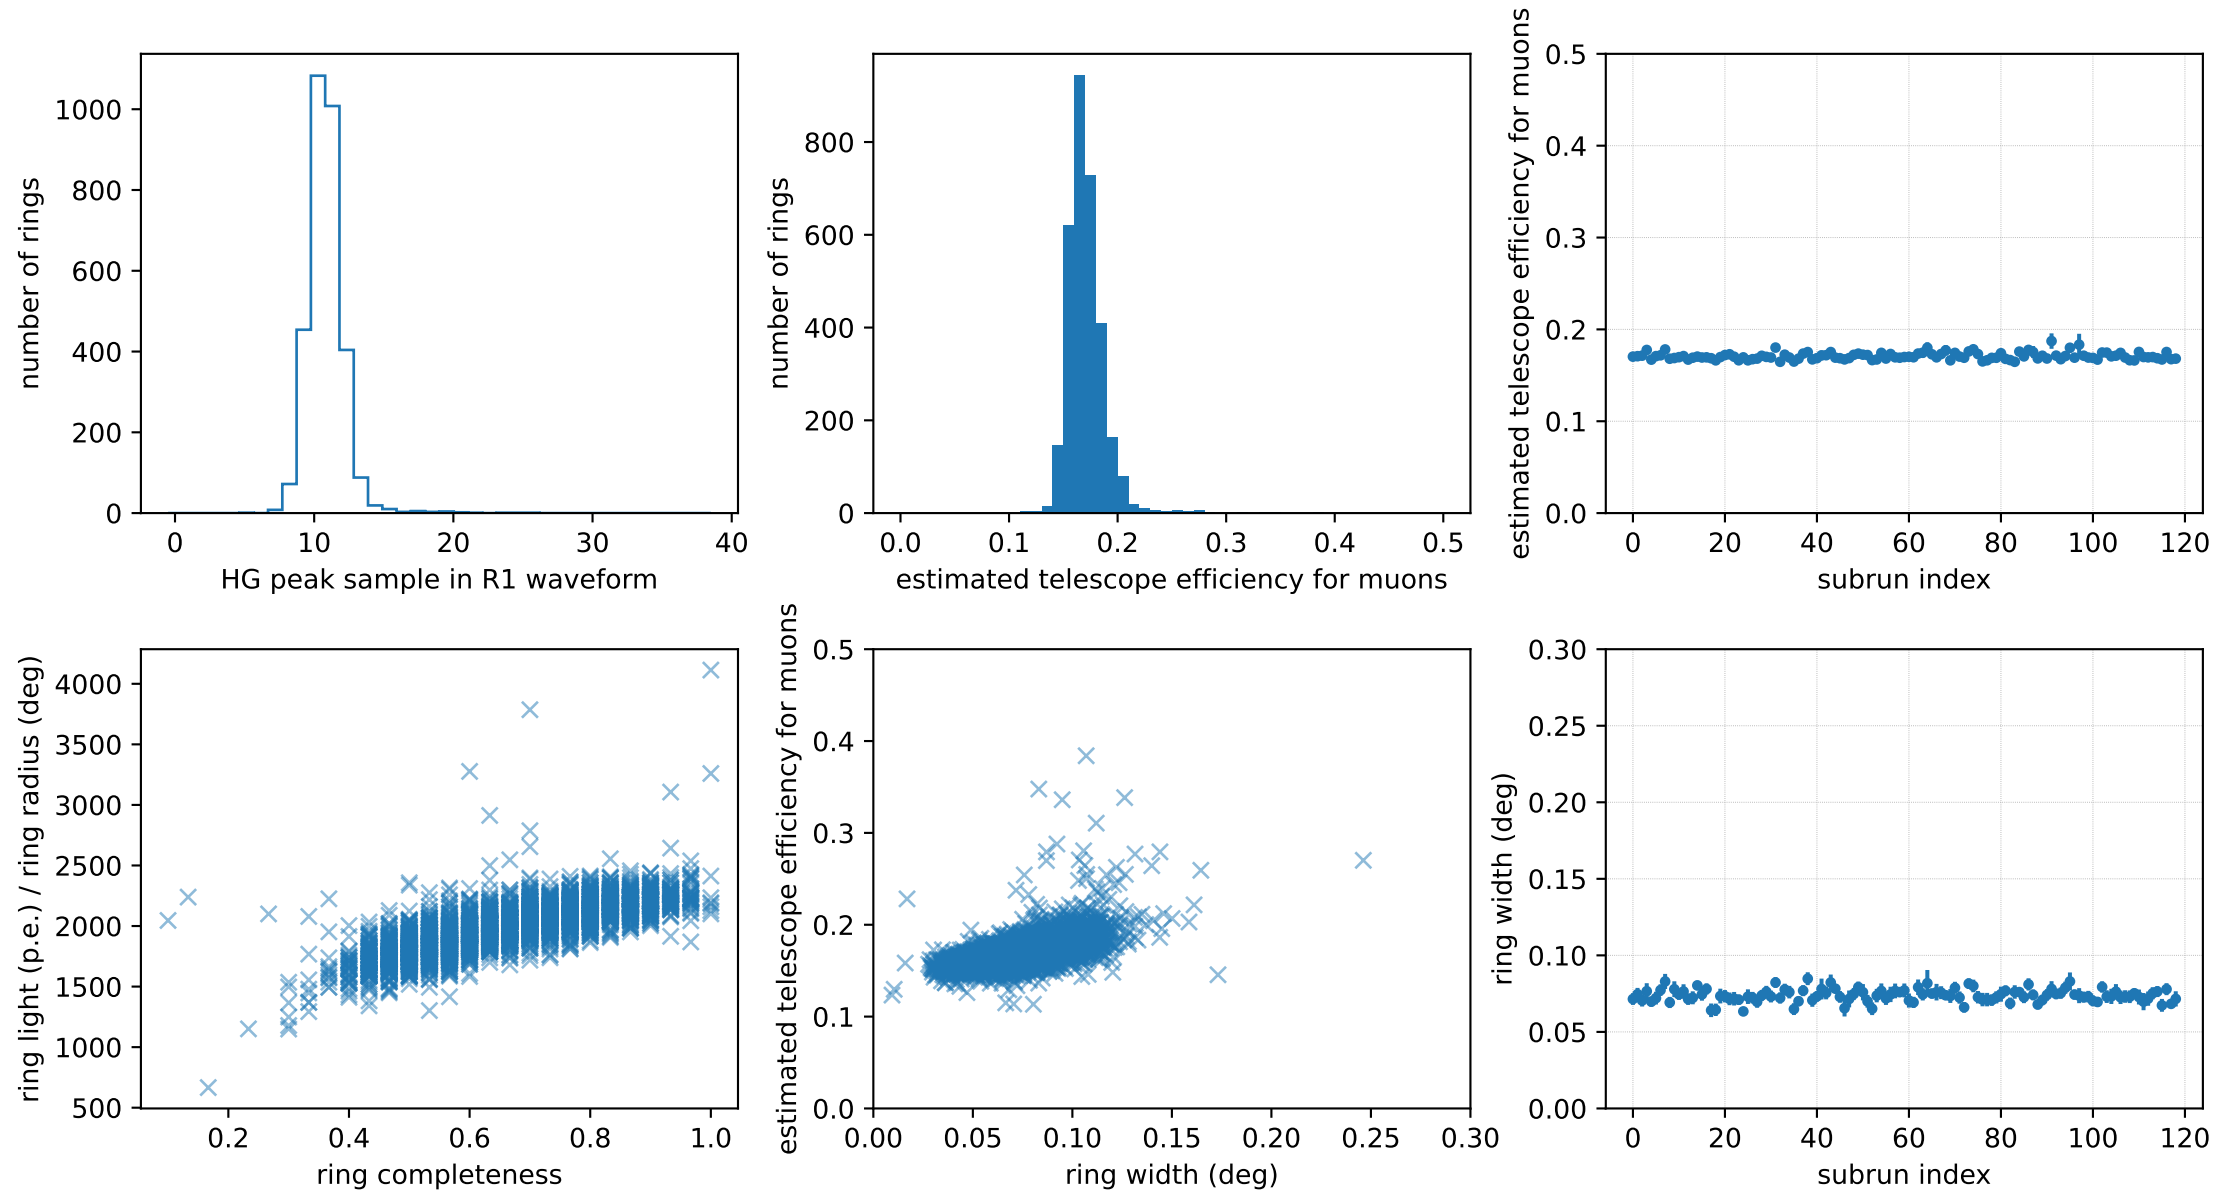 number of rings
1000
800
600
400
200
0
0 10 20 30 40
HG peak sample in R1 waveform
number of rings
800
600
400
200
0
0.0 0.1 0.2 0.3 0.4 0.5
estimated telescope efficiency for muons
estimated telescope efficiency for muons
0.5
0.4
0.3
0.2
0.1
0.0
0 20 40 60 80 100 120
subrun index
ring light (p.e.) / ring radius (deg)
4000
3500
3000
2500
2000
1500
1000
500
0.2 0.4 0.6 0.8 1.0
ring completeness
estimated telescope efficiency for muons
0.5
0.4
0.3
0.2
0.1
0.0
0.00 0.05 0.10 0.15 0.20 0.25 0.30
ring width (deg)
ring width (deg)
0.30
0.25
0.20
0.15
0.10
0.05
0.00
0 20 40 60 80 100 120
subrun index